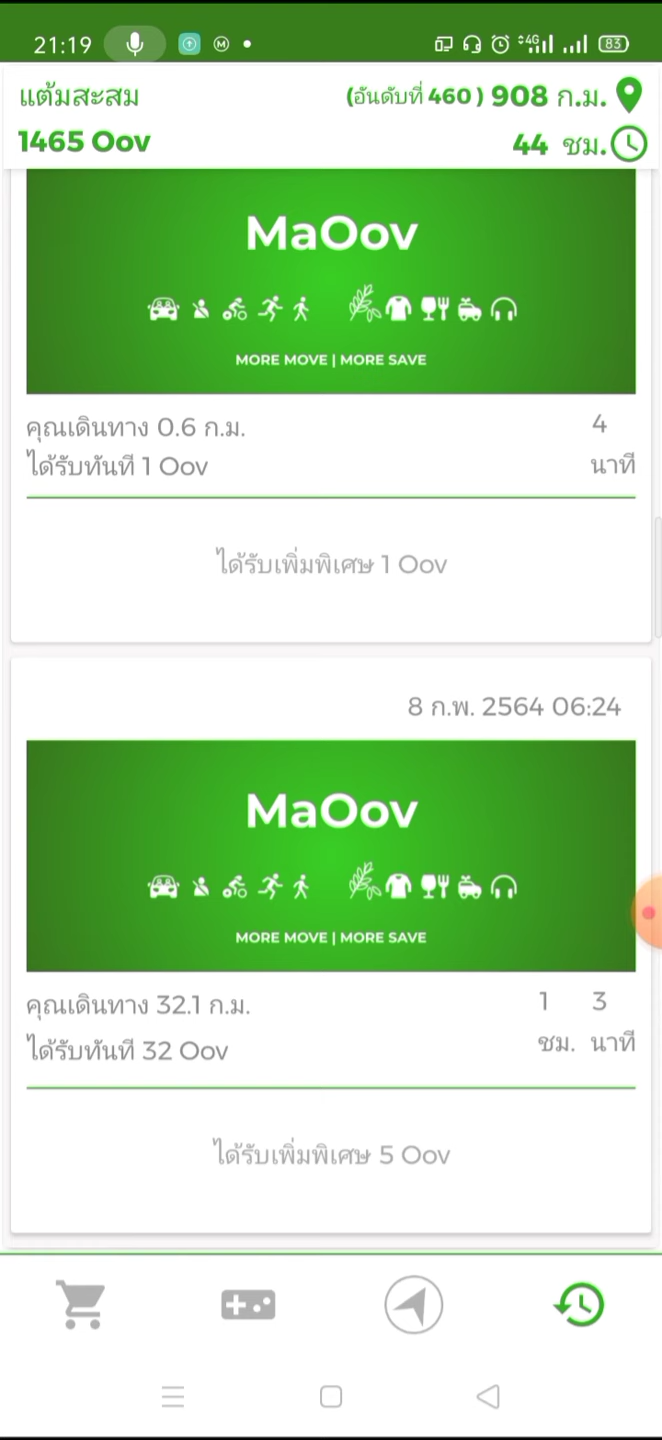 21:19
4G
83
แต้มสะสม
(อันดับที่ 460 ) 908 ก.ม.
1465 Oov
44 ชม.
MaOov
MORE MOVE | MORE SAVE
คุณเดินทาง 0.6 ก.ม.
4
ได้รับทันที 1 Oov
นาที
ได้รับเพิ่มพิเศษ 1 Oov
8 ก.พ. 2564 06:24
MaOov
MORE MOVE | MORE SAVE
คุณเดินทาง 32.1 ก.ม.
1 3
ได้รับทันที 32 Oov
ชม. นาที
ได้รับเพิ่มพิเศษ 5 Oov